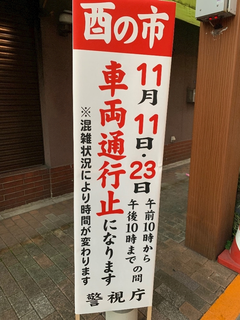 酉の市
11月11日・23日
午前10時から
午後10時までの間
車両通行止になります
※混雑状況により時間が変わります
警視庁